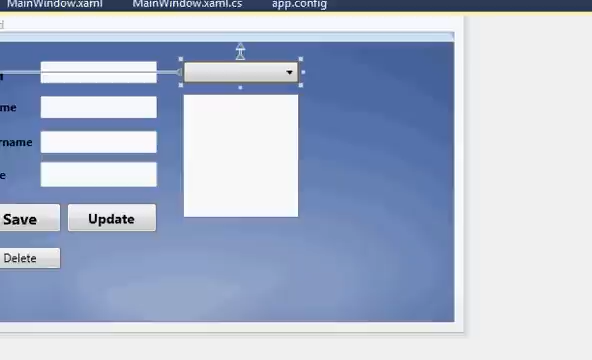 MainWindow.xaml MainWindow.xaml.cs app.config
me
rname
e
Save Update
Delete